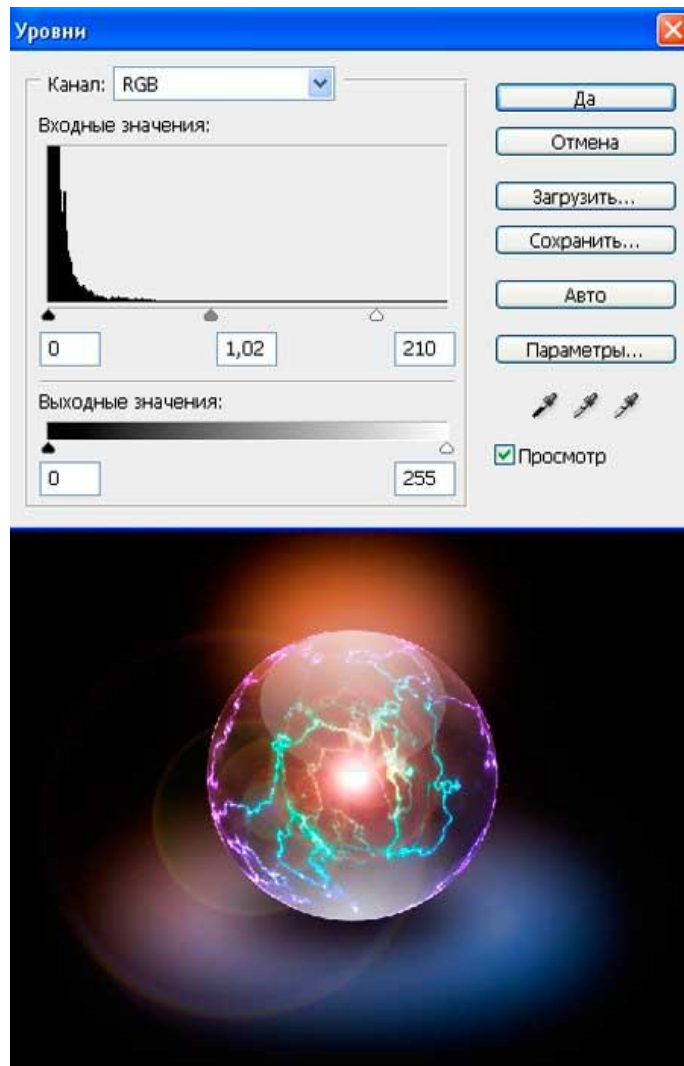 Уровни
Канал: RGB
Входные значения:
0 1,02 210
Выходные значения:
0 255
Да
Отмена
Загрузить...
Сохранить...
Авто
Параметры...
Просмотр